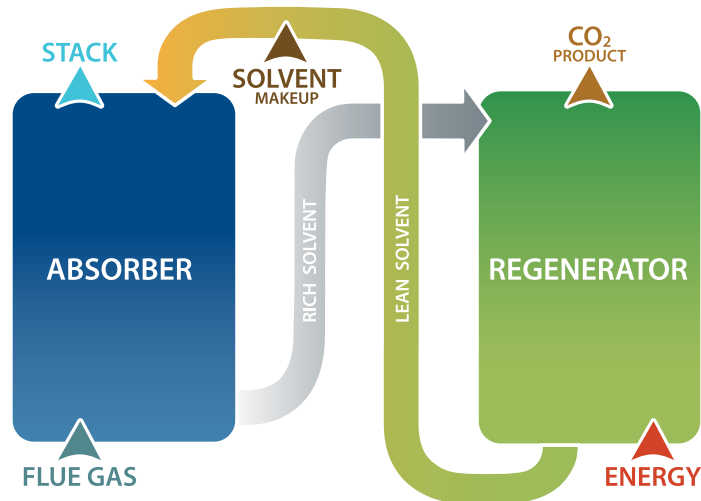 STACK
CO₂
PRODUCT
SOLVENT
MAKEUP
ABSORBER
RICH SOLVENT
LEAN SOLVENT
REGENERATOR
FLUE GAS
ENERGY